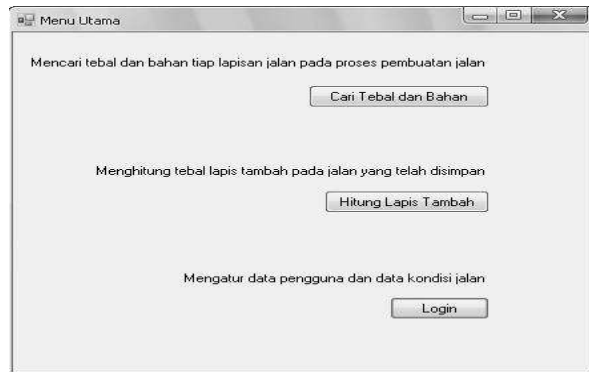 Menu Utama
Mencari tebal dan bahan tiap lapisan jalan pada proses pembuatan jalan
Cari Tebal dan Bahan
Menghitung tebal lapis tambah pada jalan yang telah disimpan
Hitung Lapis Tambah
Mengatur data pengguna dan data kondisi jalan
Login